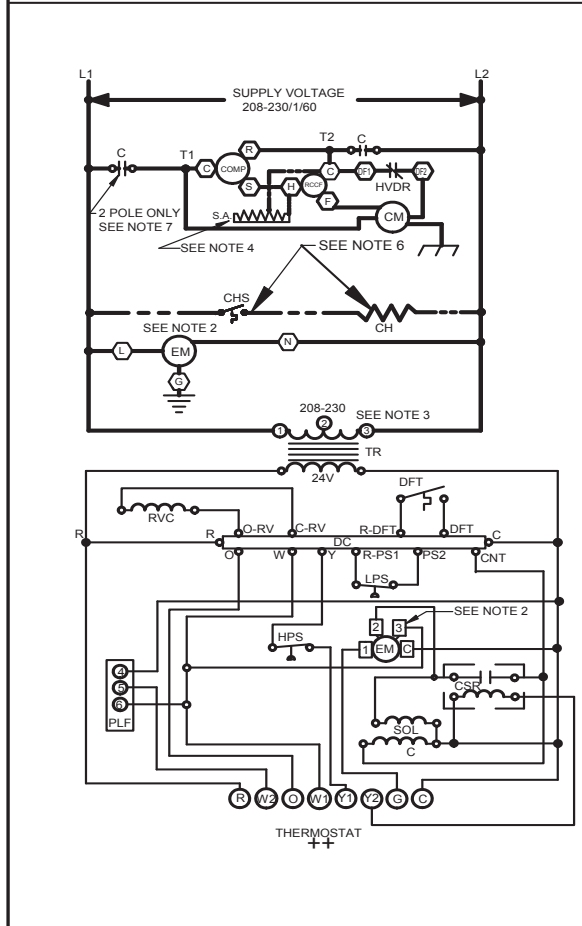 L1 L2
SUPPLY VOLTAGE
208-230/1/60
C T1 T2 C
R
C COMP C DF1 DF2
S H RCCF HVDR
F
2 POLE ONLY S.A. CM
SEE NOTE 7
SEE NOTE 4 SEE NOTE 6
CHS
SEE NOTE 2 CH
L EM N
G
208-230
1 2 3 SEE NOTE 3
TR
24V
DFT
RVC
R R O-RV C-RV R-DFT DFT C
DC
O W Y R-PS1 PS2 CNT
LPS
SEE NOTE 2
2 3
HPS 1 EM C
4
5 CSR
6
PLF SOL
C
R W2 O W1 Y1 Y2 G C
THERMOSTAT
++